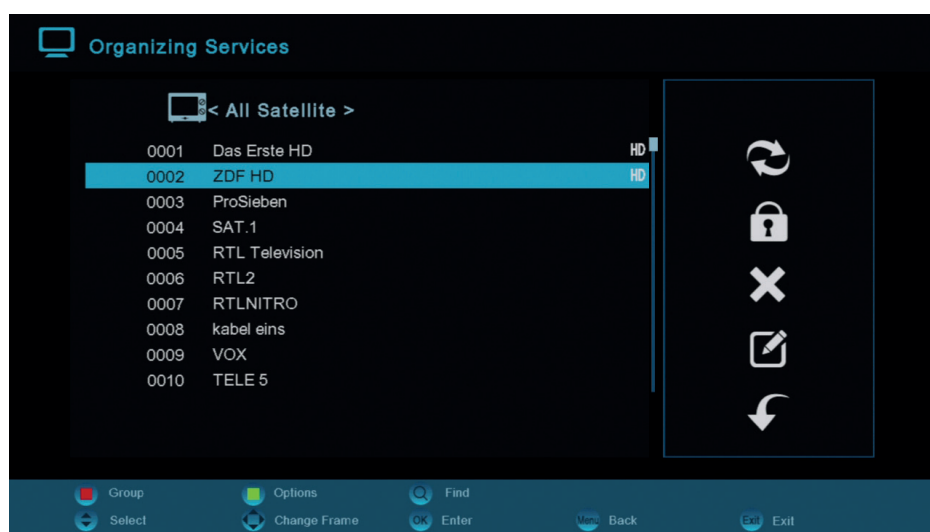 Organizing Services
< All Satellite >
0001 Das Erste HD HD
0002 ZDF HD HD
0003 ProSieben
0004 SAT.1
0005 RTL Television
0006 RTL2
0007 RTLNITRO
0008 kabel eins
0009 VOX
0010 TELE 5
Group Options Find
Select Change Frame OK Enter Menu Back Exit Exit